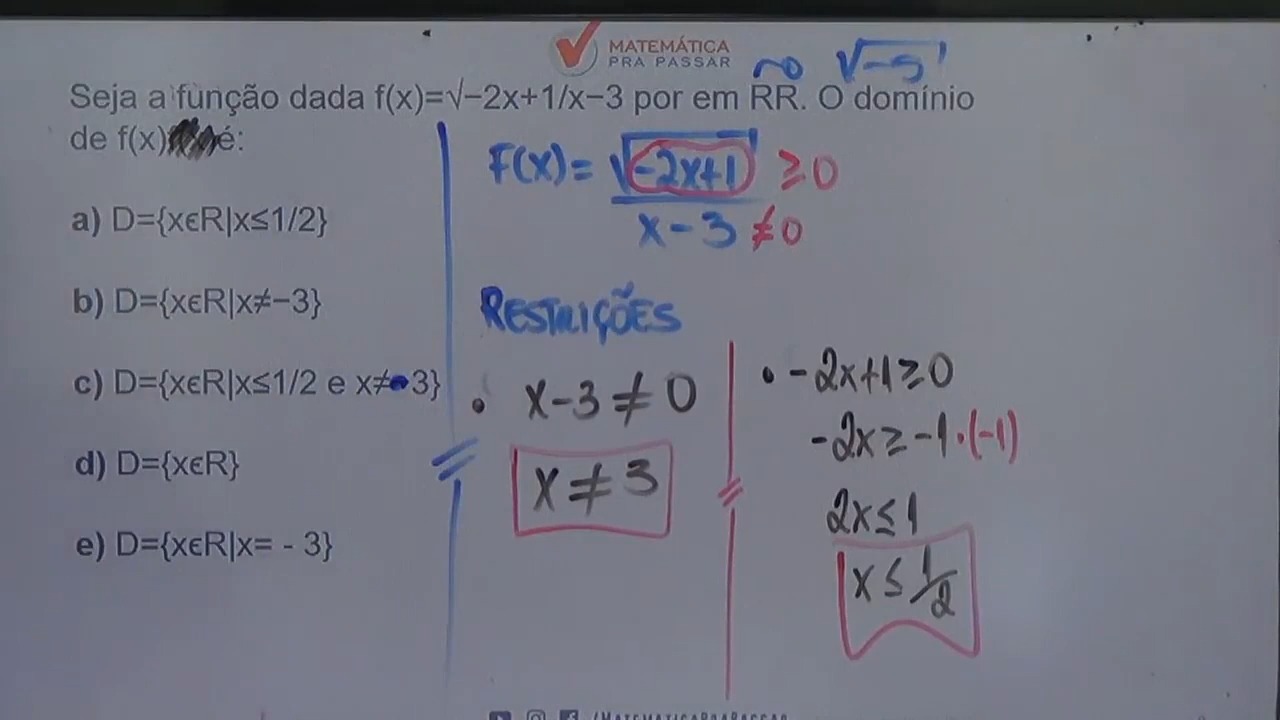 MATEMÁTICA
PRA PASSAR
no √-5
Seja a função dada f(x)=√−2x+1/x−3 por em RR. O domínio
de f(x) é:
F(x)= √-2x+1 ≥0
x-3 ≠0
a) D={xϵR|x≤1/2}
b) D={xϵR|x≠−3}
c) D={xϵR|x≤1/2 e x≠ 3}
d) D={xϵR}
e) D={xϵR|x= - 3}
RESTRIÇÕES
• x-3≠0
x≠3
• -2x+1≥0
-2x≥-1•(-1)
2x≤1
x≤1/2
/MATEMATICAPRAPASSAR